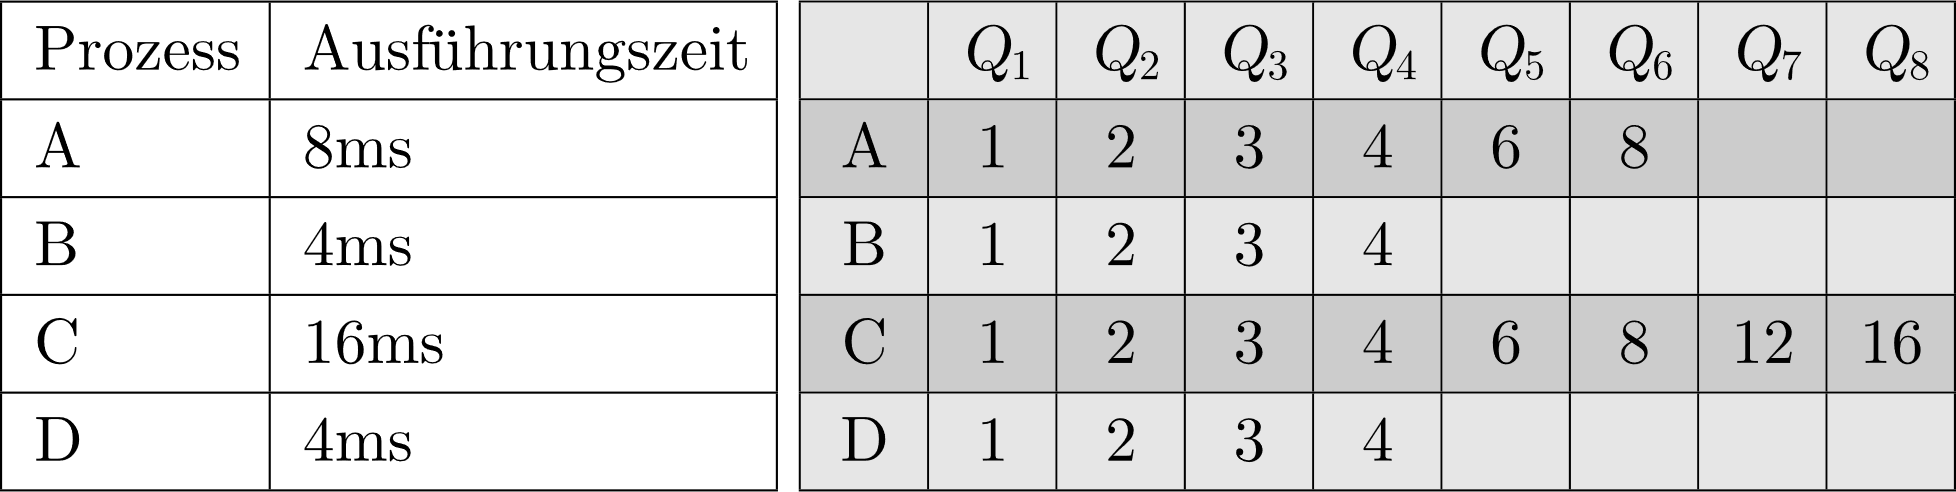 Prozess Ausführungszeit
A 8ms
B 4ms
C 16ms
D 4ms
Q1 Q2 Q3 Q4 Q5 Q6 Q7 Q8
A 1 2 3 4 6 8
B 1 2 3 4
C 1 2 3 4 6 8 12 16
D 1 2 3 4